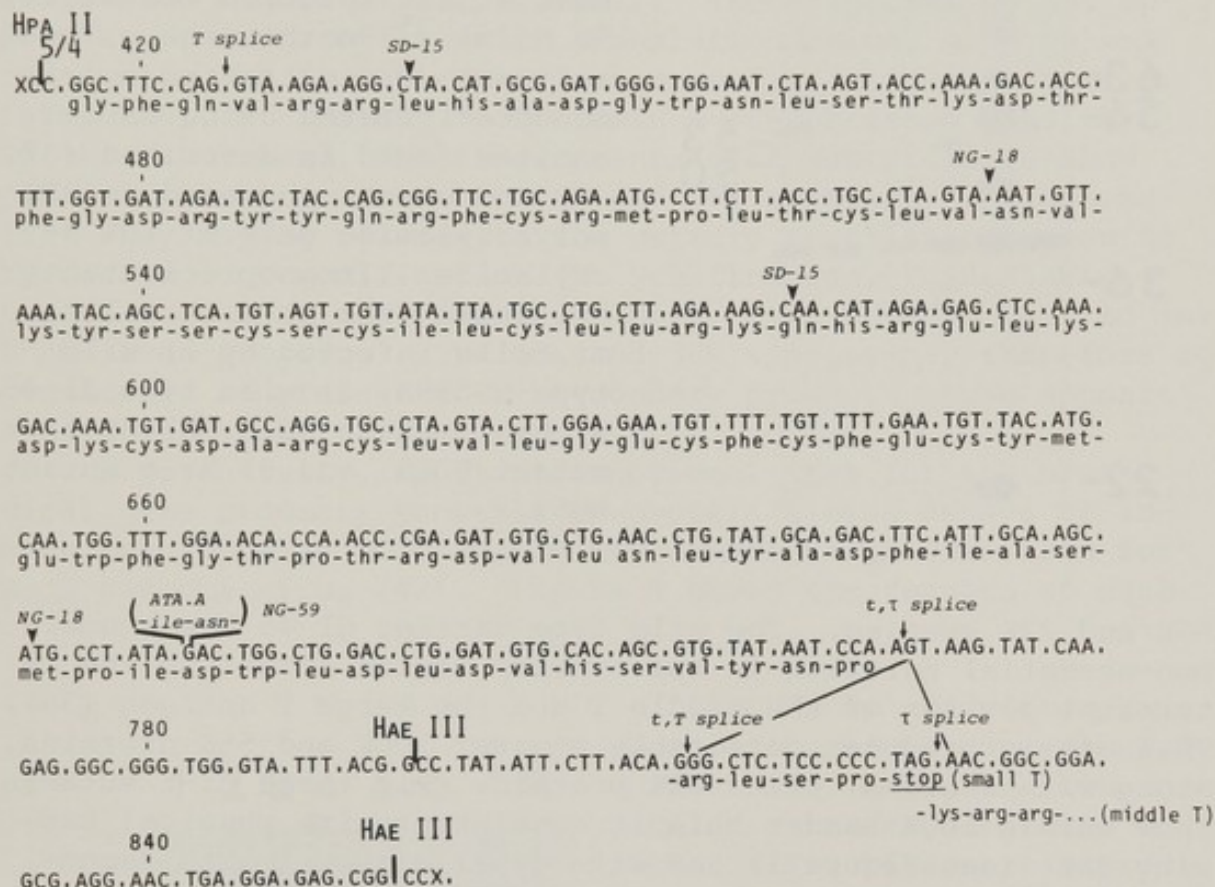 HPA II
5/4 420 T splice SD-15
XCC.GGC.TTC.CAG.GTA.AGA.AGG.CTA.CAT.GCG.GAT.GGG.TGG.AAT.CTA.AGT.ACC.AAA.GAC.ACC.
gly-phe-gln-val-arg-arg-leu-his-ala-asp-gly-trp-asn-leu-ser-thr-lys-asp-thr-
480 NG-18
TTT.GGT.GAT.AGA.TAC.TAC.CAG.CGG.TTC.TGC.AGA.ATG.CCT.CTT.ACC.TGC.CTA.GTA.AAT.GTT.
phe-gly-asp-arg-tyr-tyr-gln-arg-phe-cys-arg-met-pro-leu-thr-cys-leu-val-asn-val-
540 SD-15
AAA.TAC.AGC.TCA.TGT.AGT.TGT.ATA.TTA.TGC.CTG.CTT.AGA.AAG.CAA.CAT.AGA.GAG.CTC.AAA.
lys-tyr-ser-ser-cys-ser-cys-ile-leu-cys-leu-leu-arg-lys-gln-his-arg-glu-leu-lys-
600
GAC.AAA.TGT.GAT.GCC.AGG.TGC.CTA.GTA.CTT.GGA.GAA.TGT.TTT.TGT.TTT.GAA.TGT.TAC.ATG.
asp-lys-cys-asp-ala-arg-cys-leu-val-leu-gly-glu-cys-phe-cys-phe-glu-cys-tyr-met-
660
CAA.TGG.TTT.GGA.ACA.CCA.ACC.CGA.GAT.GTG.CTG.AAC.CTG.TAT.GCA.GAC.TTC.ATT.GCA.AGC.
glu-trp-phe-gly-thr-pro-thr-arg-asp-val-leu asn-leu-tyr-ala-asp-phe-ile-ala-ser-
NG-18 (ATA.A -ile-asn-) NG-59 t,τ splice
ATG.CCT.ATA.GAC.TGG.CTG.GAC.CTG.GAT.GTG.CAC.AGC.GTG.TAT.AAT.CCA.AGT.AAG.TAT.CAA.
met-pro-ile-asp-trp-leu-asp-leu-asp-val-his-ser-val-tyr-asn-pro
780 HAE III t,T splice τ splice
GAG.GGC.GGG.TGG.GTA.TTT.ACG.GCC.TAT.ATT.CTT.ACA.GGG.CTC.TCC.CCC.TAG.AAC.GGC.GGA.
-arg-leu-ser-pro-stop (small T)
-lys-arg-arg-...(middle T)
840 HAE III
GCG.AGG.AAC.TGA.GGA.GAG.CGG CCX.